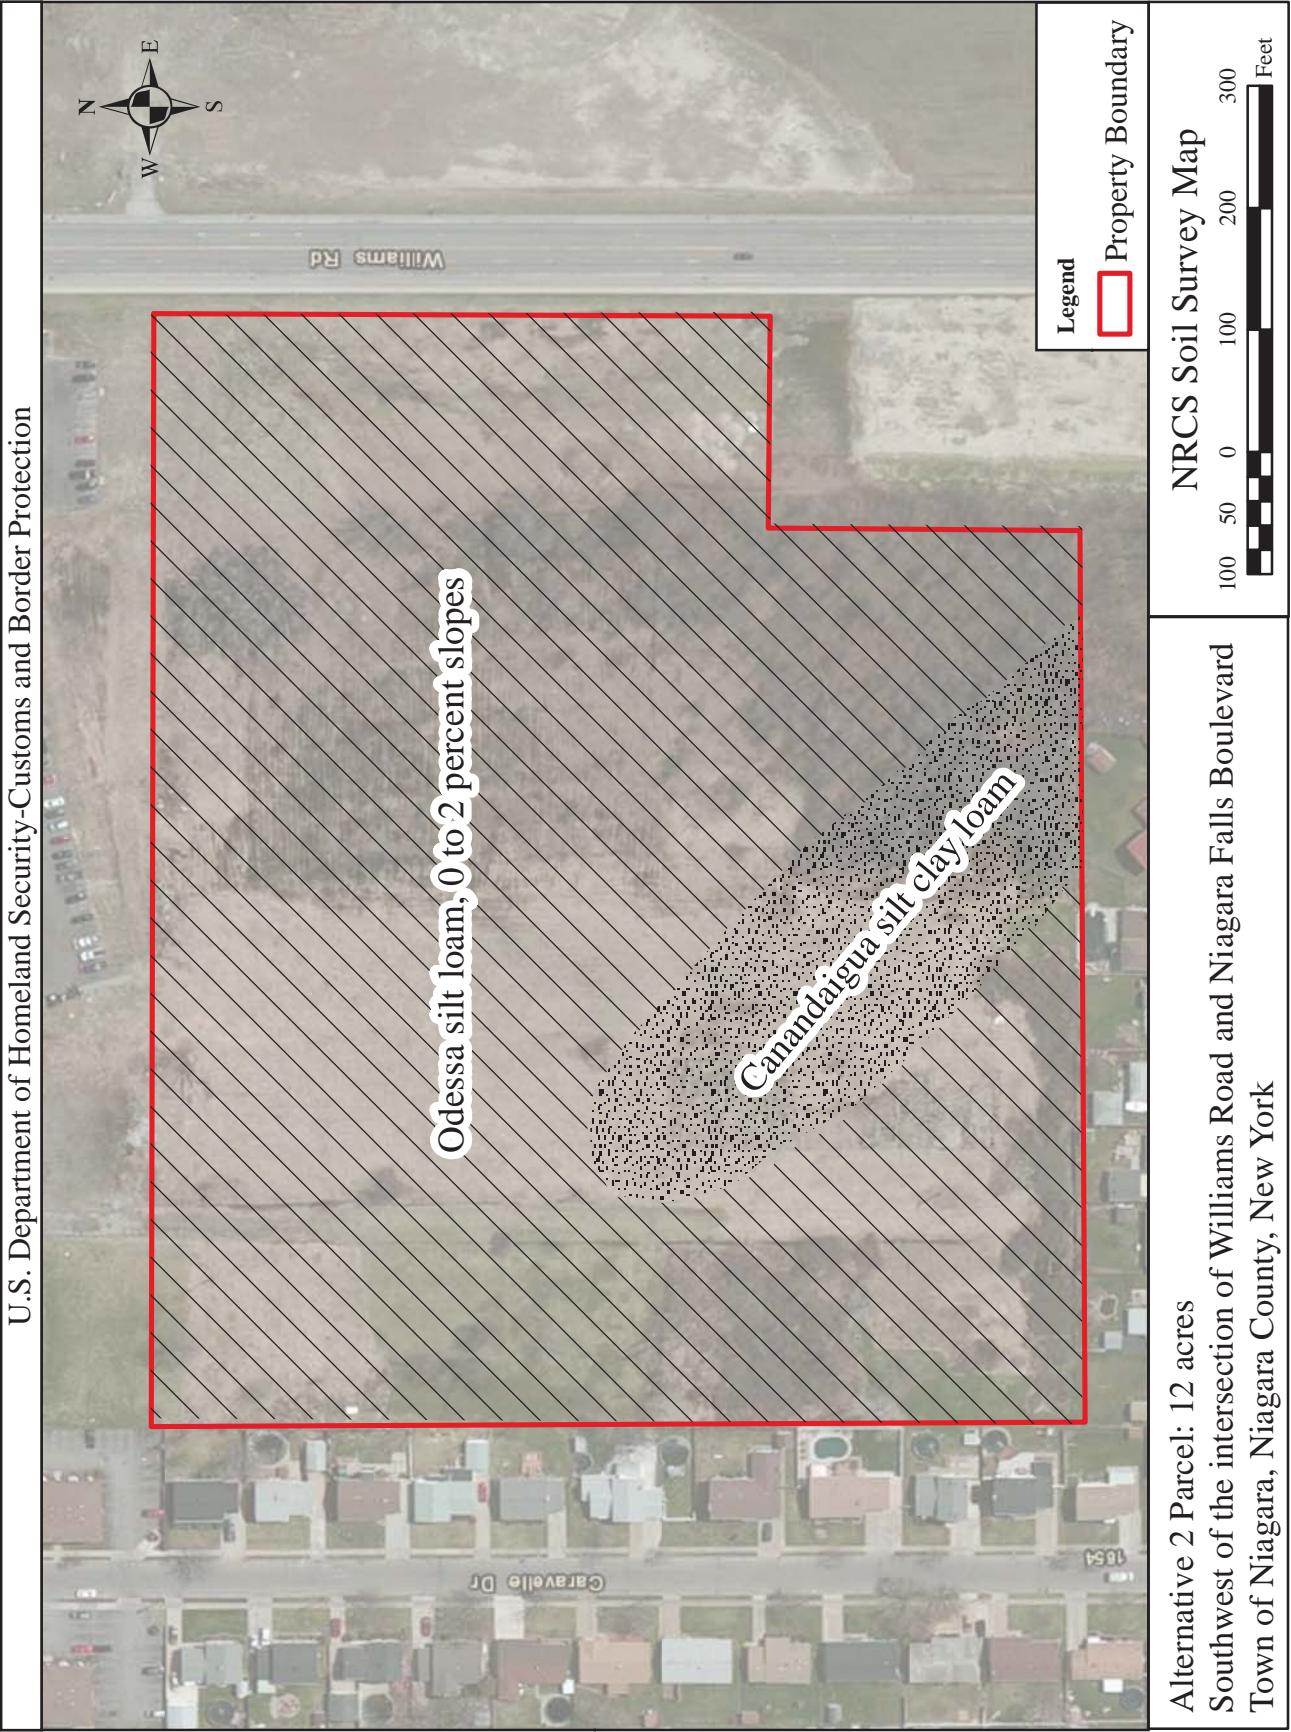 U.S. Department of Homeland Security-Customs and Border Protection
N
E
S
W
Williams Rd
Odessa silt loam, 0 to 2 percent slopes
Canandaigua silt clay loam
Caravelle Dr
1854
Legend
Property Boundary
Alternative 2 Parcel: 12 acres
Southwest of the intersection of Williams Road and Niagara Falls Boulevard
Town of Niagara, Niagara County, New York
NRCS Soil Survey Map
100 50 0 100 200 300
Feet